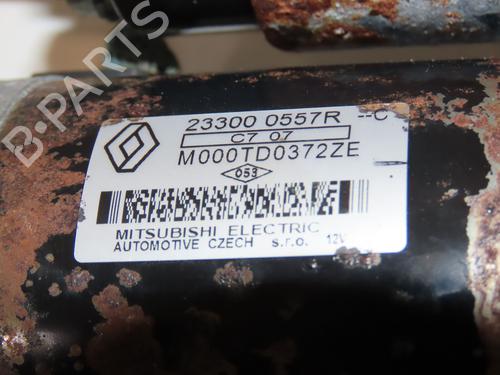 23300 0557R --C
C7 07
M000TD0372ZE
053
MITSUBISHI ELECTRIC
AUTOMOTIVE CZECH s.r.o. 12V
B-PARTS